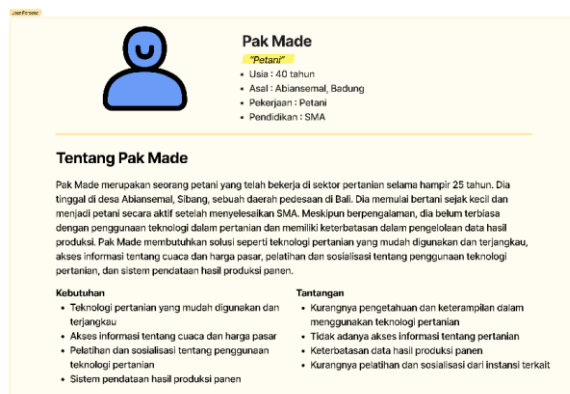 User Persona
Pak Made
"Petani"
• Usia : 40 tahun
• Asal : Abiansemal, Badung
• Pekerjaan : Petani
• Pendidikan : SMA
Tentang Pak Made
Pak Made merupakan seorang petani yang telah bekerja di sektor pertanian selama hampir 25 tahun. Dia
tinggal di desa Abiansemal, Sibang, sebuah daerah pedesaan di Bali. Dia memulai bertani sejak kecil dan
menjadi petani secara aktif setelah menyelesaikan SMA. Meskipun berpengalaman, dia belum terbiasa
dengan penggunaan teknologi dalam pertanian dan memiliki keterbatasan dalam pengelolaan data hasil
produksi. Pak Made membutuhkan solusi seperti teknologi pertanian yang mudah digunakan dan terjangkau,
akses informasi tentang cuaca dan harga pasar, pelatihan dan sosialisasi tentang penggunaan teknologi
pertanian, dan sistem pendataan hasil produksi panen.
Kebutuhan
• Teknologi pertanian yang mudah digunakan dan
terjangkau
• Akses informasi tentang cuaca dan harga pasar
• Pelatihan dan sosialisasi tentang penggunaan
teknologi pertanian
• Sistem pendataan hasil produksi panen
Tantangan
• Kurangnya pengetahuan dan keterampilan dalam
menggunakan teknologi pertanian
• Tidak adanya akses informasi tentang pertanian
• Keterbatasan data hasil produksi panen
• Kurangnya pelatihan dan sosialisasi dari instansi terkait